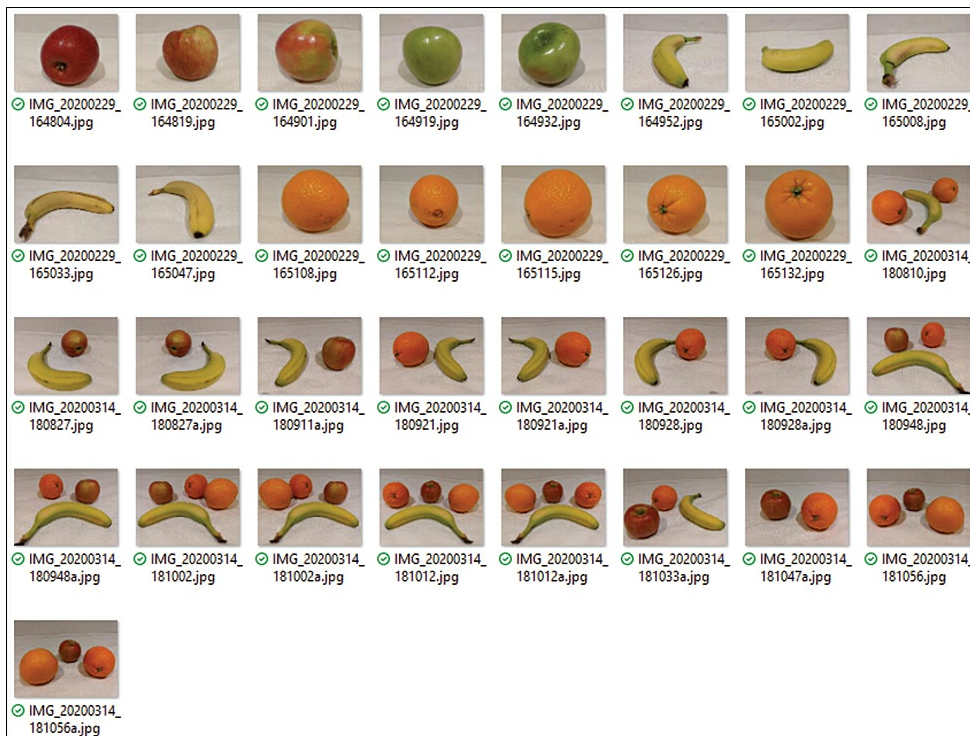 IMG_20200229_
164804.jpg
IMG_20200229_
164819.jpg
IMG_20200229_
164901.jpg
IMG_20200229_
164919.jpg
IMG_20200229_
164932.jpg
IMG_20200229_
164952.jpg
IMG_20200229_
165002.jpg
IMG_20200229_
165008.jpg
IMG_20200229_
165033.jpg
IMG_20200229_
165047.jpg
IMG_20200229_
165108.jpg
IMG_20200229_
165112.jpg
IMG_20200229_
165115.jpg
IMG_20200229_
165126.jpg
IMG_20200229_
165132.jpg
IMG_20200314_
180810.jpg
IMG_20200314_
180827.jpg
IMG_20200314_
180827a.jpg
IMG_20200314_
180911a.jpg
IMG_20200314_
180921.jpg
IMG_20200314_
180921a.jpg
IMG_20200314_
180928.jpg
IMG_20200314_
180928a.jpg
IMG_20200314_
180948.jpg
IMG_20200314_
180948a.jpg
IMG_20200314_
181002.jpg
IMG_20200314_
181002a.jpg
IMG_20200314_
181012.jpg
IMG_20200314_
181012a.jpg
IMG_20200314_
181033a.jpg
IMG_20200314_
181047a.jpg
IMG_20200314_
181056.jpg
IMG_20200314_
181056a.jpg